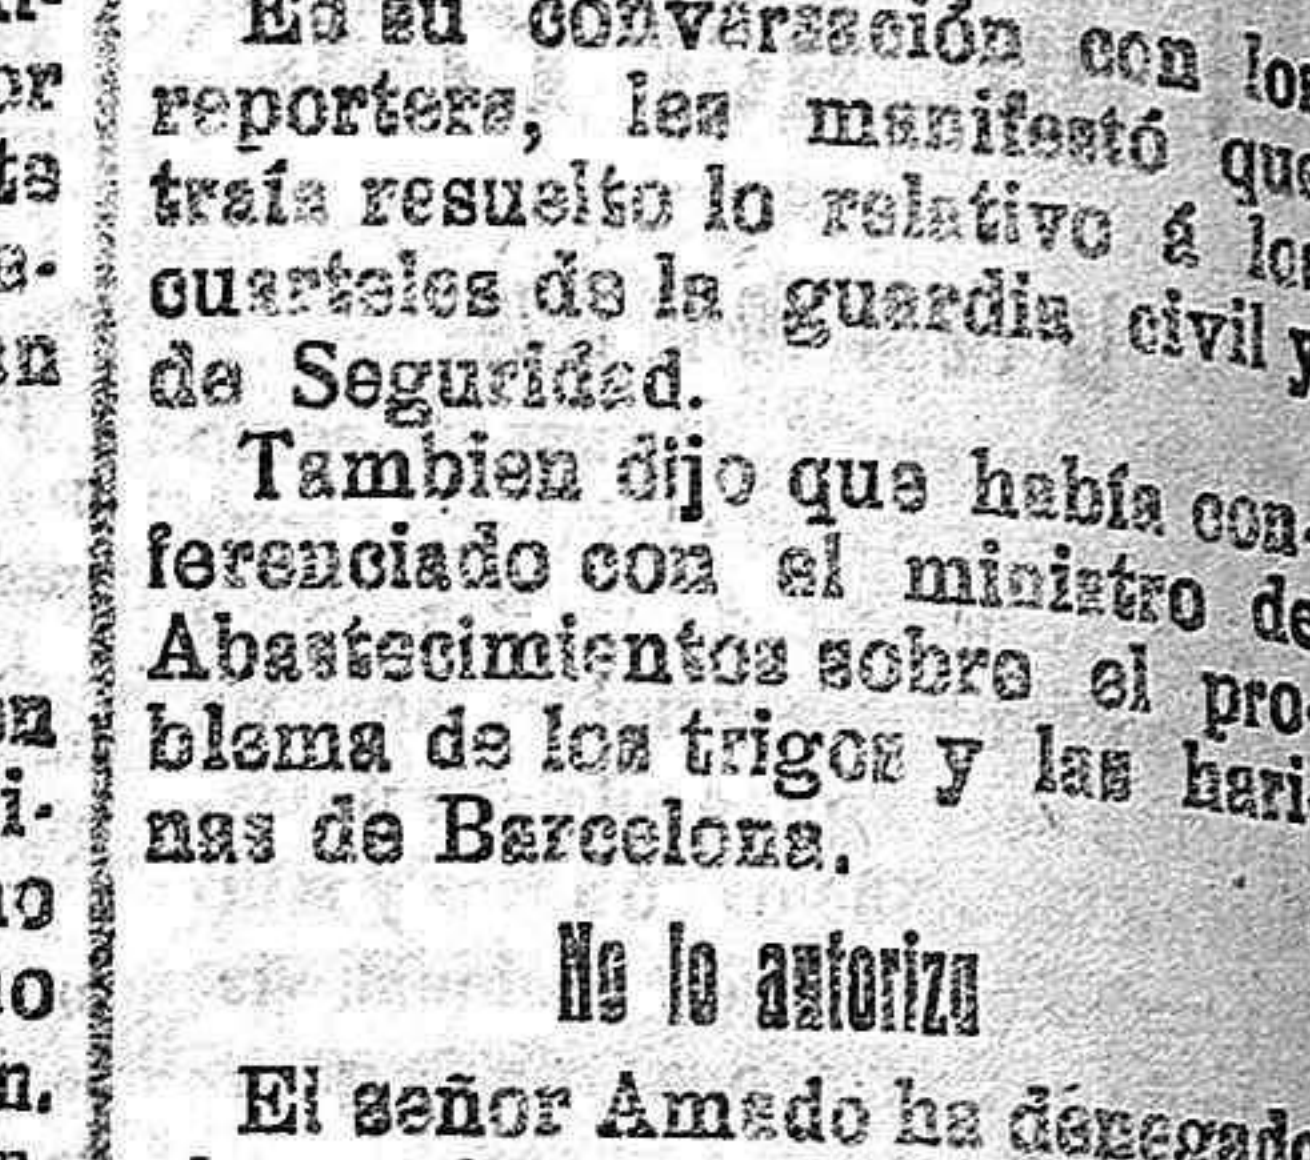 En su conversación con los
reporters, les manifestó que
traía resuelto lo relativo á los
cuarteles de la guardia civil y
de Seguridad.
Tambien dijo que había con-
ferenciado con el ministro de
Abastecimientos sobre el pro
blema de los trigos y las hari
nas de Barcelona.
No lo autoriza
El señor Amado ha denegado